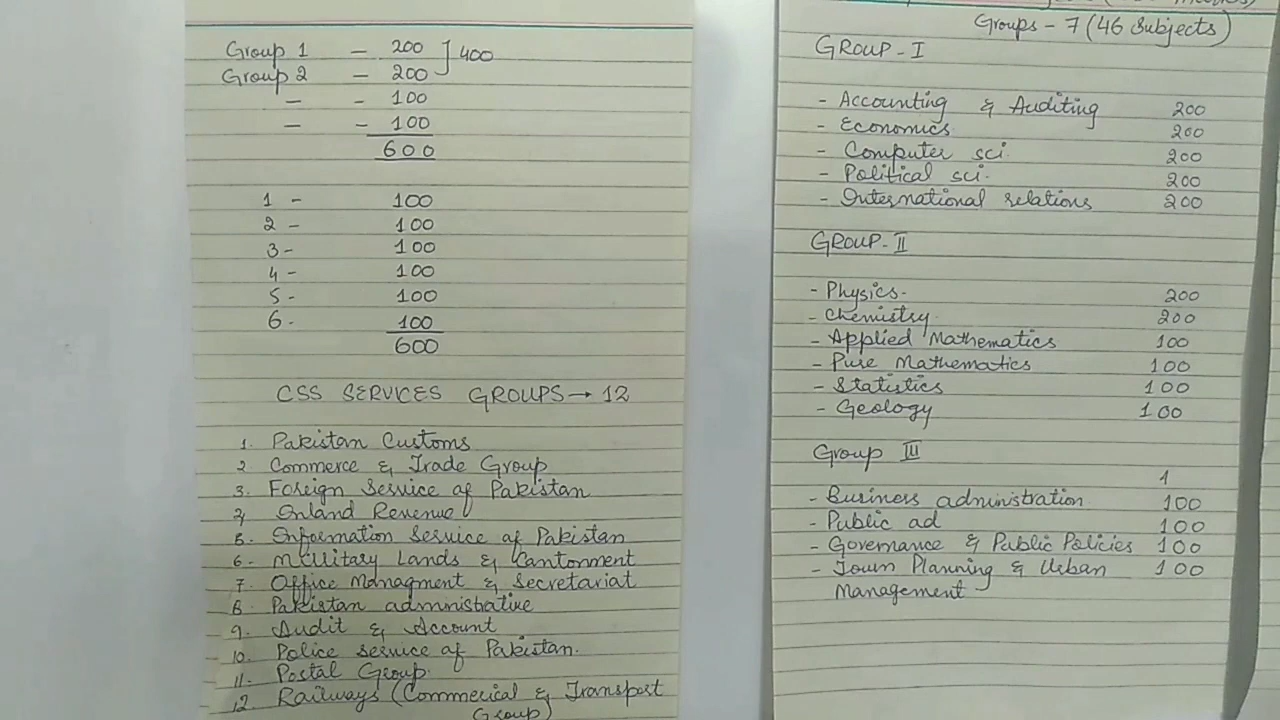 Group 1 - 200 ] 400
Group 2 - 200
- - 100
- - 100
600
1 - 100
2 - 100
3 - 100
4 - 100
5 - 100
6 - 100
600
CSS SERVICES GROUPS → 12
1. Pakistan Customs
2 Commerce & Trade Group
3. Foreign Service of Pakistan
4 Inland Revenue
5. Information Service of Pakistan
6 - Millitary Lands & Cantonment
7. Office Managment & Secretariat
8. Pakistan administrative
9. Audit & Account
10. Police service of Pakistan.
11. Postal Group.
12. Railways (Commerical & Transport
Group)
Groups - 7 (46 Subjects)
GROUP - I
- Accounting & Auditing 200
- Economics 200
- Computer sci. 200
- Political sci. 200
- International relations 200
GROUP - II
- Physics- 200
- Chemistry. 200
- Applied Mathematics 100
- Pure Mathematics 100
- Statistics 100
- Geology 100
Group III
1
- Business administration 100
- Public ad 100
- Governance & Public Policies 100
- Town Planning & Urban 100
Management -